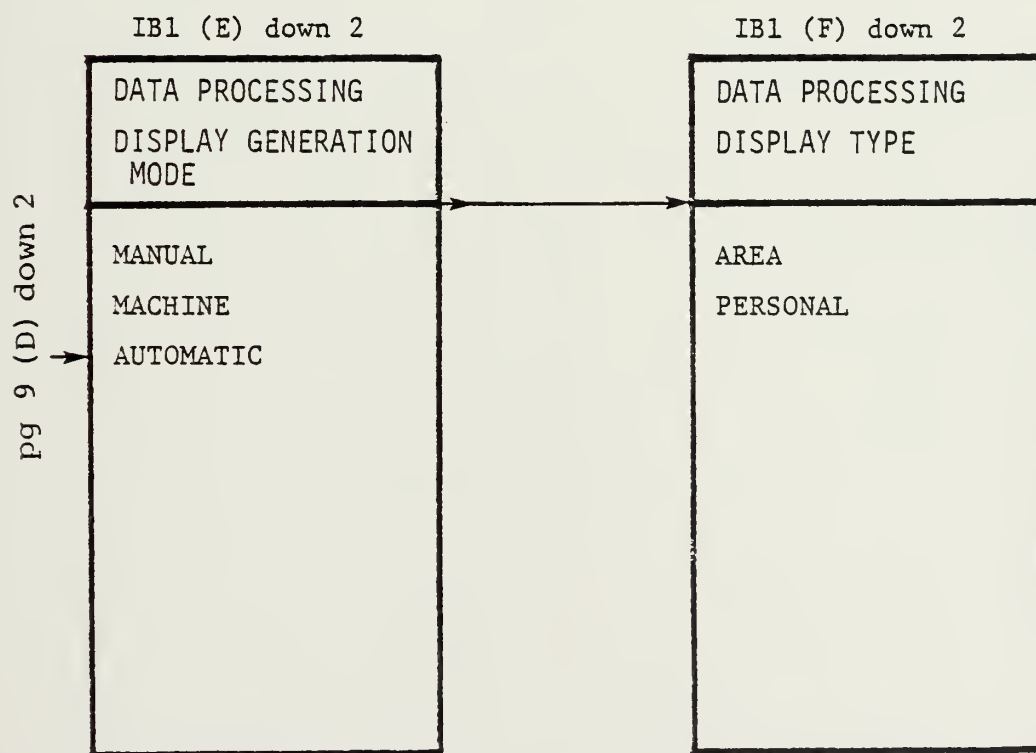 IB1 (E) down 2
DATA PROCESSING
DISPLAY GENERATION
MODE
MANUAL
MACHINE
AUTOMATIC
pg 9 (D) down 2
IB1 (F) down 2
DATA PROCESSING
DISPLAY TYPE
AREA
PERSONAL